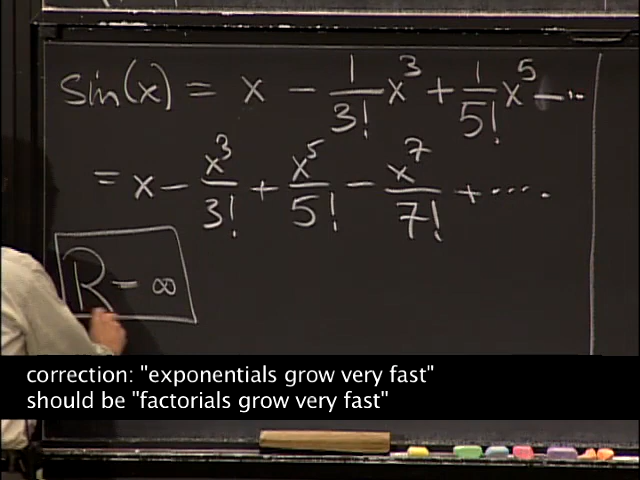 sin(x) = x - 1/3! x^3 + 1/5! x^5 - ...
= x - x^3/3! + x^5/5! - x^7/7! + ....
R = ∞
correction: "exponentials grow very fast"
should be "factorials grow very fast"